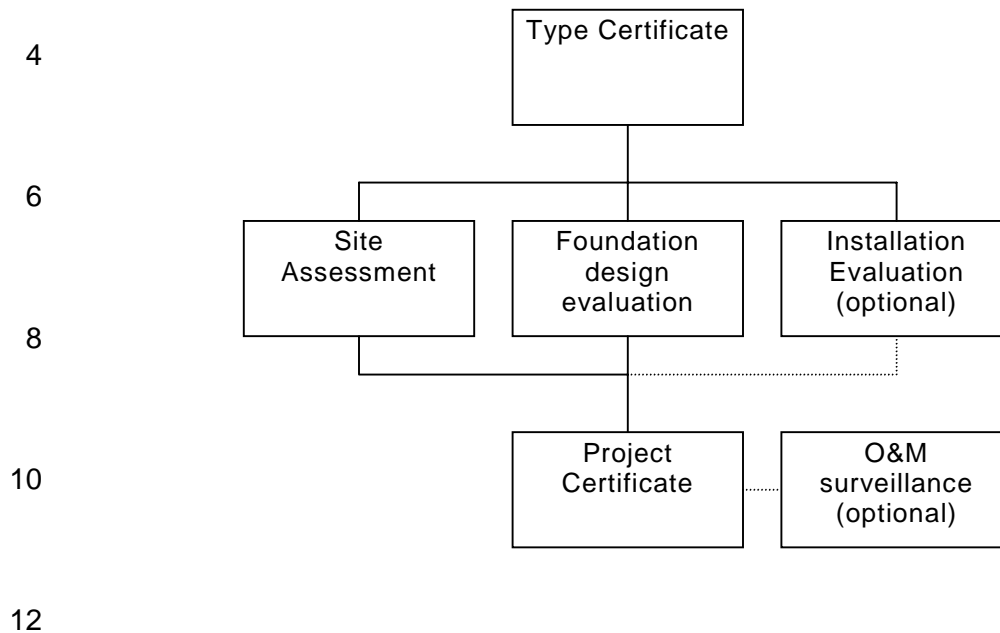 4
Type Certificate
6
Site
Assessment
Foundation
design
evaluation
Installation
Evaluation
(optional)
8
Project
Certificate
10
O&M
surveillance
(optional)
12